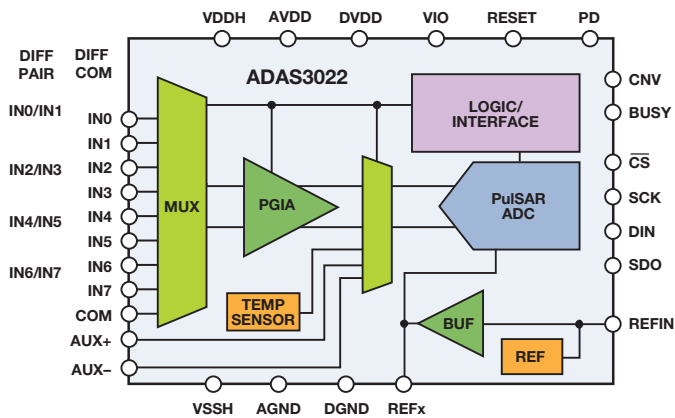 VDDH AVDD DVDD VIO RESET PD
DIFF PAIR
DIFF COM
ADAS3022
IN0/IN1
IN2/IN3
IN4/IN5
IN6/IN7
IN0
IN1
IN2
IN3
IN4
IN5
IN6
IN7
COM
AUX+
AUX–
MUX
PGIA
TEMP
SENSOR
LOGIC/
INTERFACE
PulSAR
ADC
BUF
REF
CNV
BUSY
CS
SCK
DIN
SDO
REFIN
VSSH AGND DGND REFx